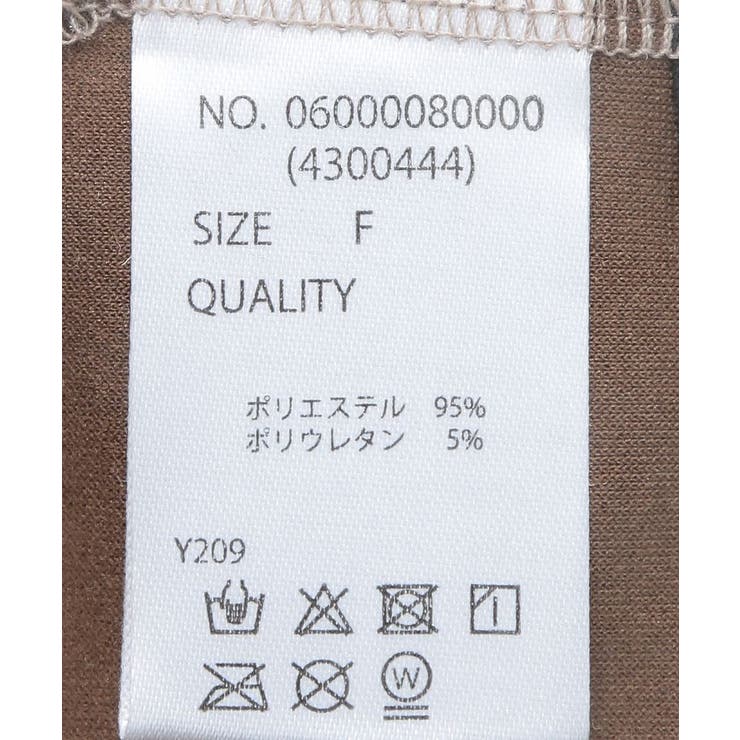 NO. 06000080000
(4300444)
SIZE F
QUALITY
ポリエステル 95%
ポリウレタン 5%
Y209
W